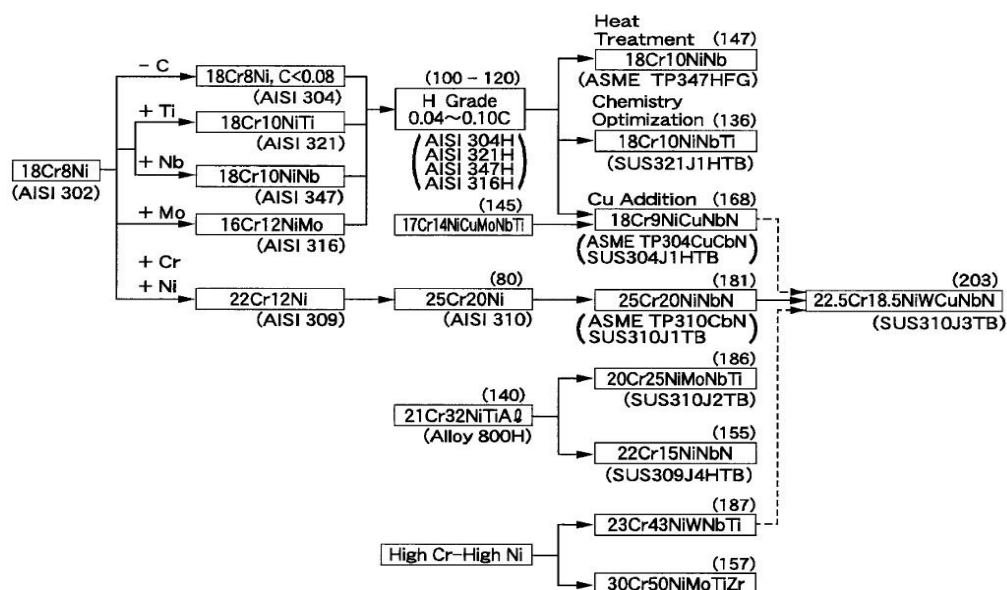 Heat
Treatment (147)
18Cr10NiNb
(ASME TP347HFG)
- C
18Cr8Ni, C<0.08
(AISI 304)
(100 - 120)
H Grade
0.04~0.10C
(AISI 304H
AISI 321H
AISI 347H
AISI 316H)
Chemistry
Optimization (136)
18Cr10NiNbTi
(SUS321J1HTB)
+ Ti
18Cr10NiTi
(AISI 321)
18Cr8Ni
(AISI 302)
+ Nb
18Cr10NiNb
(AISI 347)
+ Mo
16Cr12NiMo
(AISI 316)
(145)
17Cr14NiCuMoNbTi
Cu Addition (168)
18Cr9NiCuNbN
(ASME TP304CuCbN
SUS304J1HTB)
+ Cr
+ Ni
22Cr12Ni
(AISI 309)
(80)
25Cr20Ni
(AISI 310)
(181)
25Cr20NiNbN
(ASME TP310CbN
SUS310J1TB)
(203)
22.5Cr18.5NiWCuNbN
(SUS310J3TB)
(140)
21Cr32NiTiAℓ
(Alloy 800H)
(186)
20Cr25NiMoNbTi
(SUS310J2TB)
(155)
22Cr15NiNbN
(SUS309J4HTB)
High Cr-High Ni
(187)
23Cr43NiWNbTi
(157)
30Cr50NiMoTiZr